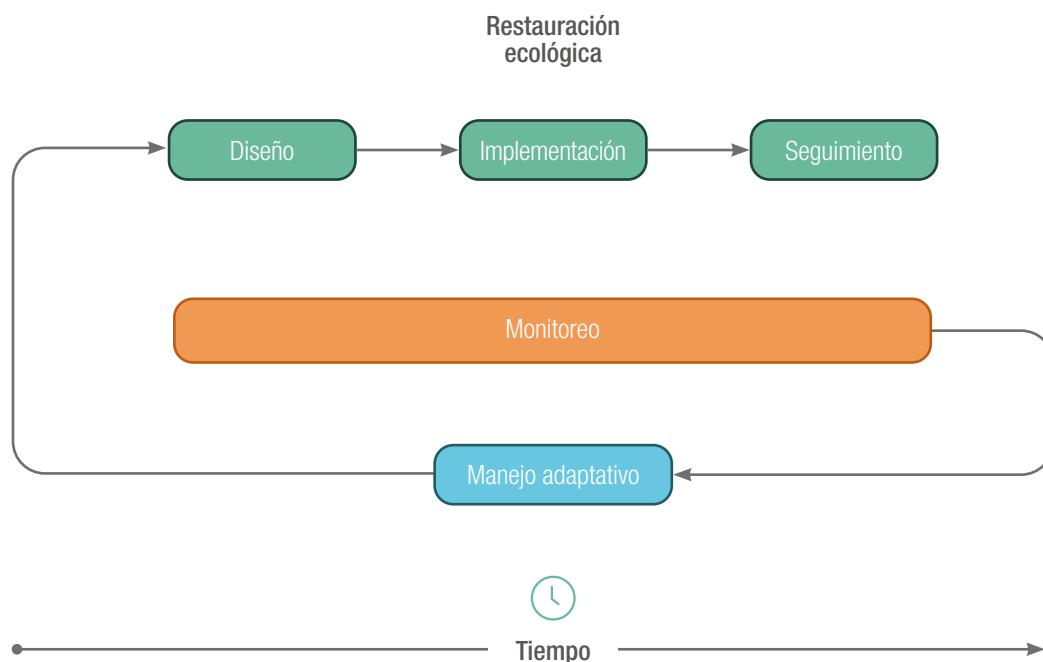 Restauración
ecológica
Diseño
Implementación
Seguimiento
Monitoreo
Manejo adaptativo
Tiempo